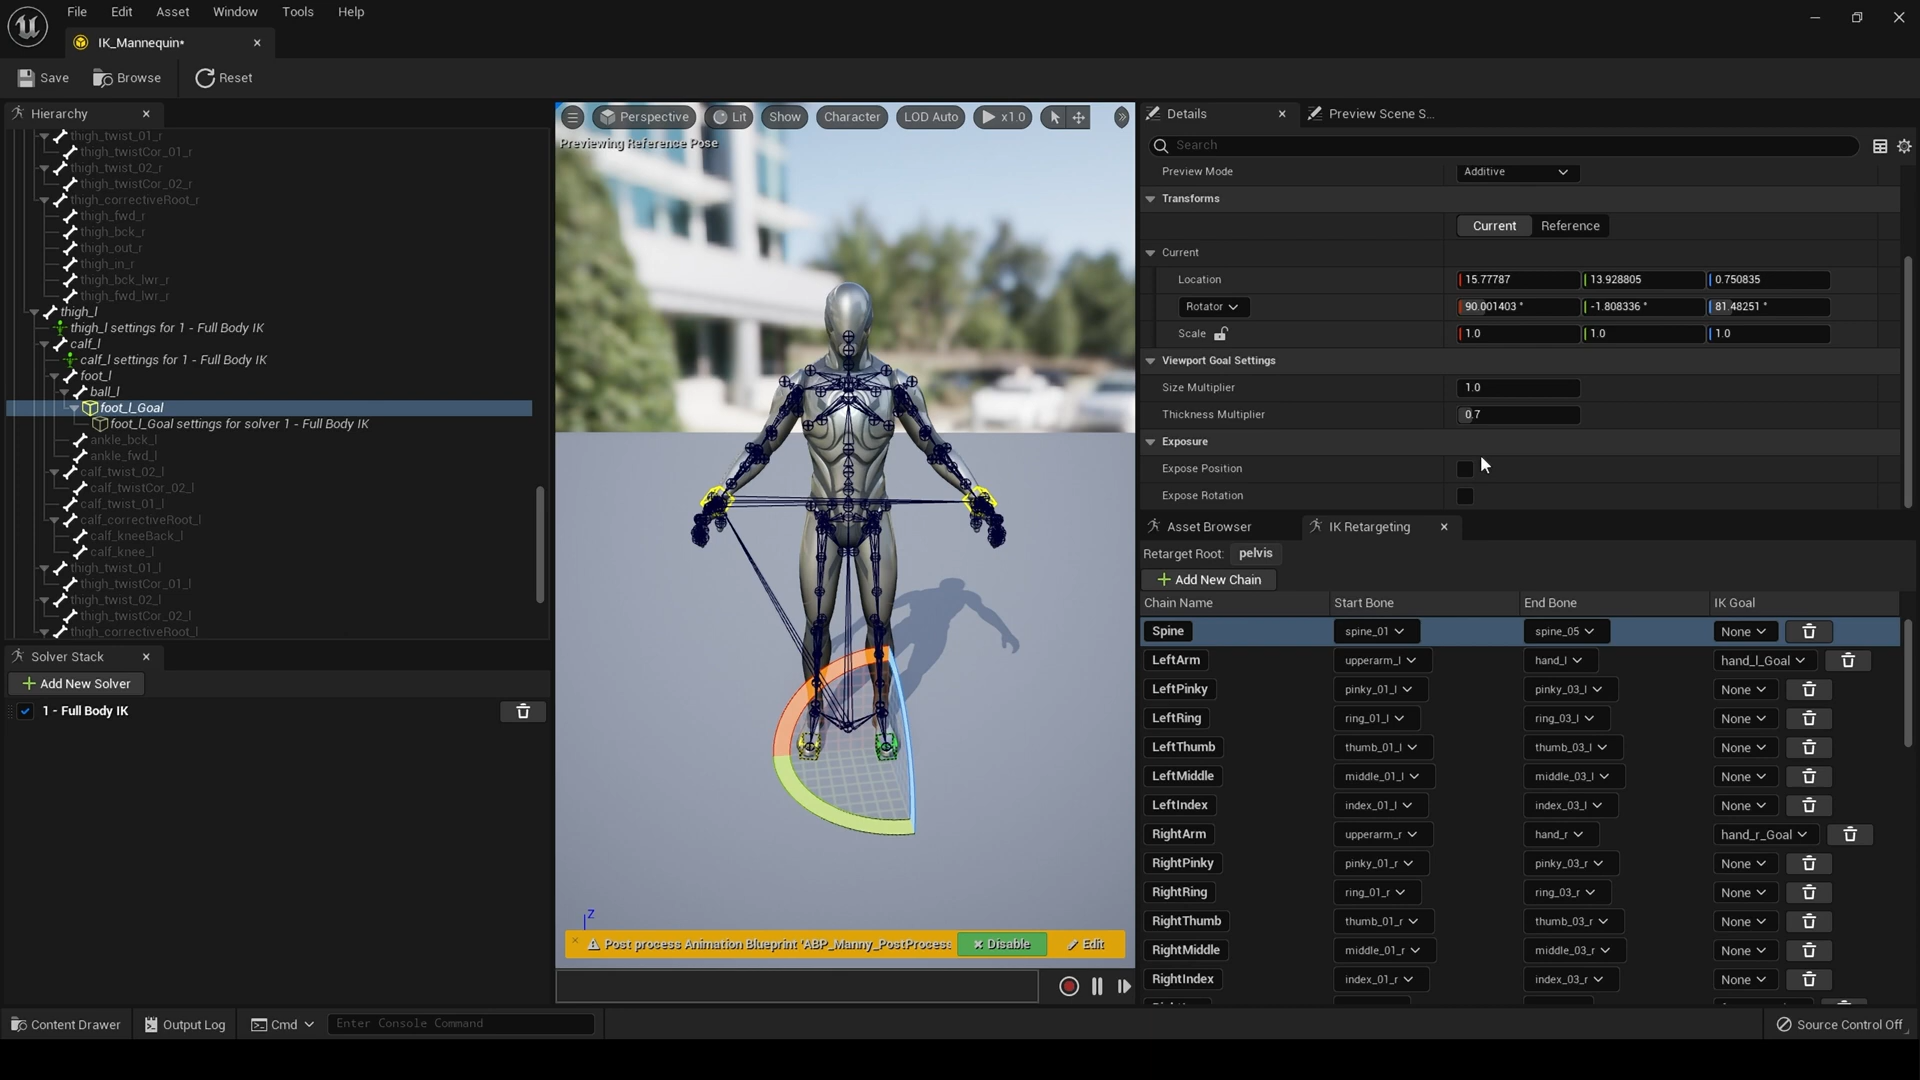 File Edit Asset Window Tools Help
IK_Mannequin*
Save Browse Reset
Hierarchy
thigh_twist_01_r
thigh_twistCor_01_r
thigh_twist_02_r
thigh_twistCor_02_r
thigh_correctiveRoot_r
thigh_fwd_r
thigh_bck_r
thigh_out_r
thigh_in_r
thigh_bck_lwr_r
thigh_fwd_lwr_r
thigh_l
thigh_l settings for 1 - Full Body IK
calf_l
calf_l settings for 1 - Full Body IK
foot_l
ball_l
foot_l_Goal
foot_l_Goal settings for solver 1 - Full Body IK
ankle_bck_l
ankle_fwd_l
calf_twist_02_l
calf_twistCor_02_l
calf_twist_01_l
calf_correctiveRoot_l
calf_kneeBack_l
calf_knee_l
thigh_twist_01_l
thigh_twistCor_01_l
thigh_twist_02_l
thigh_twistCor_02_l
thigh_correctiveRoot_l
Solver Stack
Add New Solver
1 - Full Body IK
Perspective Lit Show Character LOD Auto x1.0
Previewing Reference Pose
Z
Post process Animation Blueprint 'ABP_Manny_PostProcess Disable Edit
Details Preview Scene S...
Search
Preview Mode Additive
Transforms
Current Reference
Current
Location 15.77787 13.928805 0.750835
Rotator 90.001403 ° -1.808336 ° 81.48251 °
Scale 1.0 1.0 1.0
Viewport Goal Settings
Size Multiplier 1.0
Thickness Multiplier 0.7
Exposure
Expose Position
Expose Rotation
Asset Browser IK Retargeting
Retarget Root: pelvis
Add New Chain
Chain Name Start Bone End Bone IK Goal
Spine spine_01 spine_05 None
LeftArm upperarm_l hand_l hand_l_Goal
LeftPinky pinky_01_l pinky_03_l None
LeftRing ring_01_l ring_03_l None
LeftThumb thumb_01_l thumb_03_l None
LeftMiddle middle_01_l middle_03_l None
LeftIndex index_01_l index_03_l None
RightArm upperarm_r hand_r hand_r_Goal
RightPinky pinky_01_r pinky_03_r None
RightRing ring_01_r ring_03_r None
RightThumb thumb_01_r thumb_03_r None
RightMiddle middle_01_r middle_03_r None
RightIndex index_01_r index_03_r None
Content Drawer Output Log Cmd Enter Console Command Source Control Off